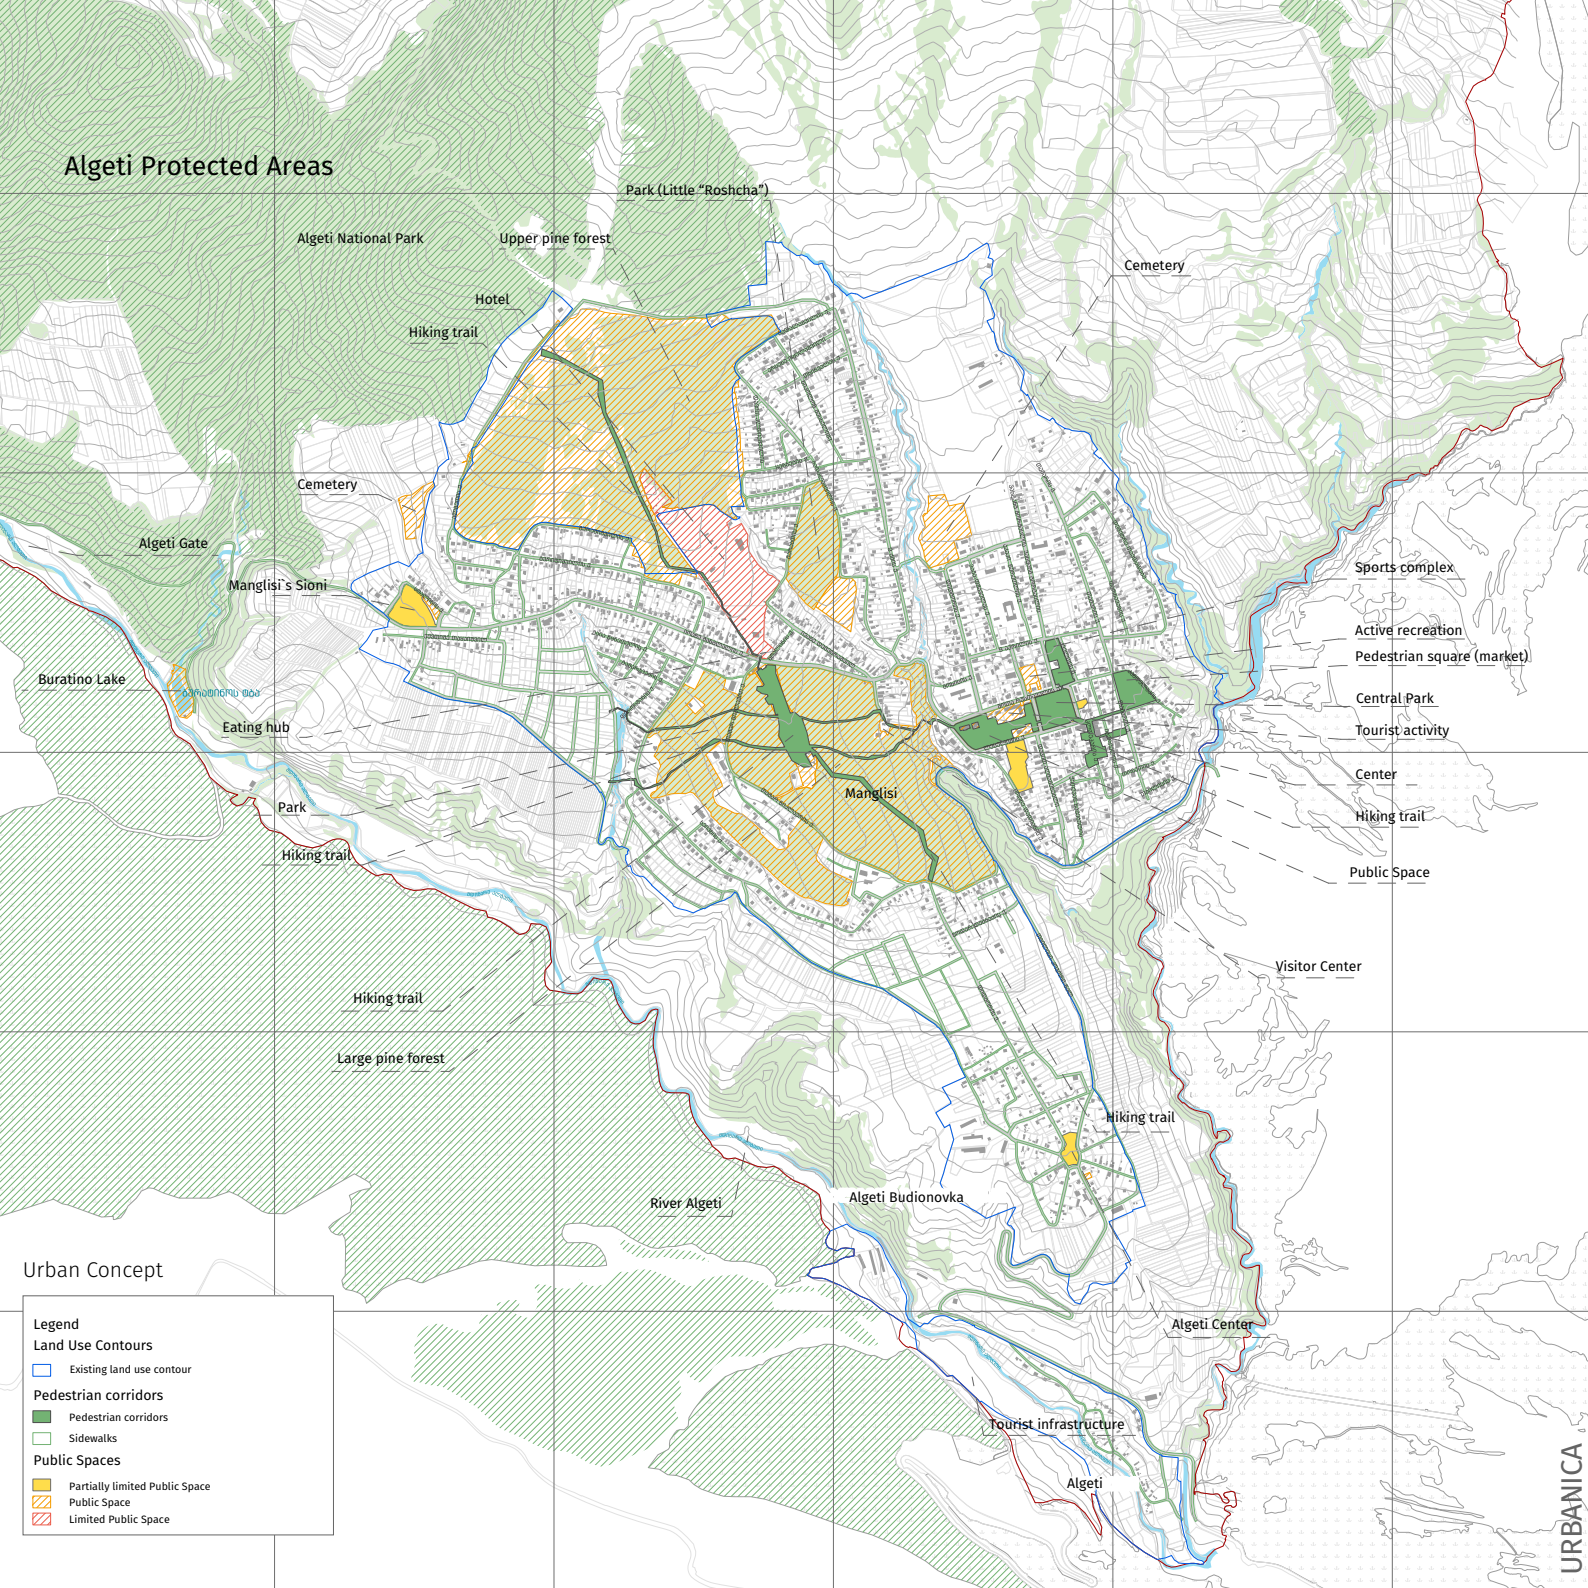 Algeti Protected Areas
Park (Little “Roshcha”)
Algeti National Park
Upper pine forest
Cemetery
Hotel
Hiking trail
Cemetery
Algeti Gate
Manglisi`s Sioni
Sports complex
Active recreation
Pedestrian square (market)
Buratino Lake
ბურატინოს ტბა
Central Park
Eating hub
Tourist activity
Center
Manglisi
Park
Hiking trail
Hiking trail
Public Space
Visitor Center
Hiking trail
Large pine forest
Hiking trail
River Algeti
Algeti Budionovka
Algeti Center
Tourist infrastructure
Algeti
Urban Concept
Legend
Land Use Contours
Existing land use contour
Pedestrian corridors
Pedestrian corridors
Sidewalks
Public Spaces
Partially limited Public Space
Public Space
Limited Public Space
URBANICA